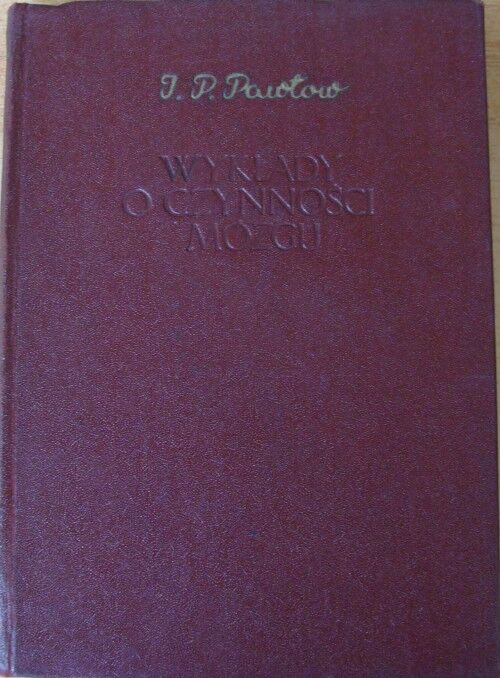 I. P. Pawłow
WYKŁADY
O CZYNNOŚCI
MÓZGU